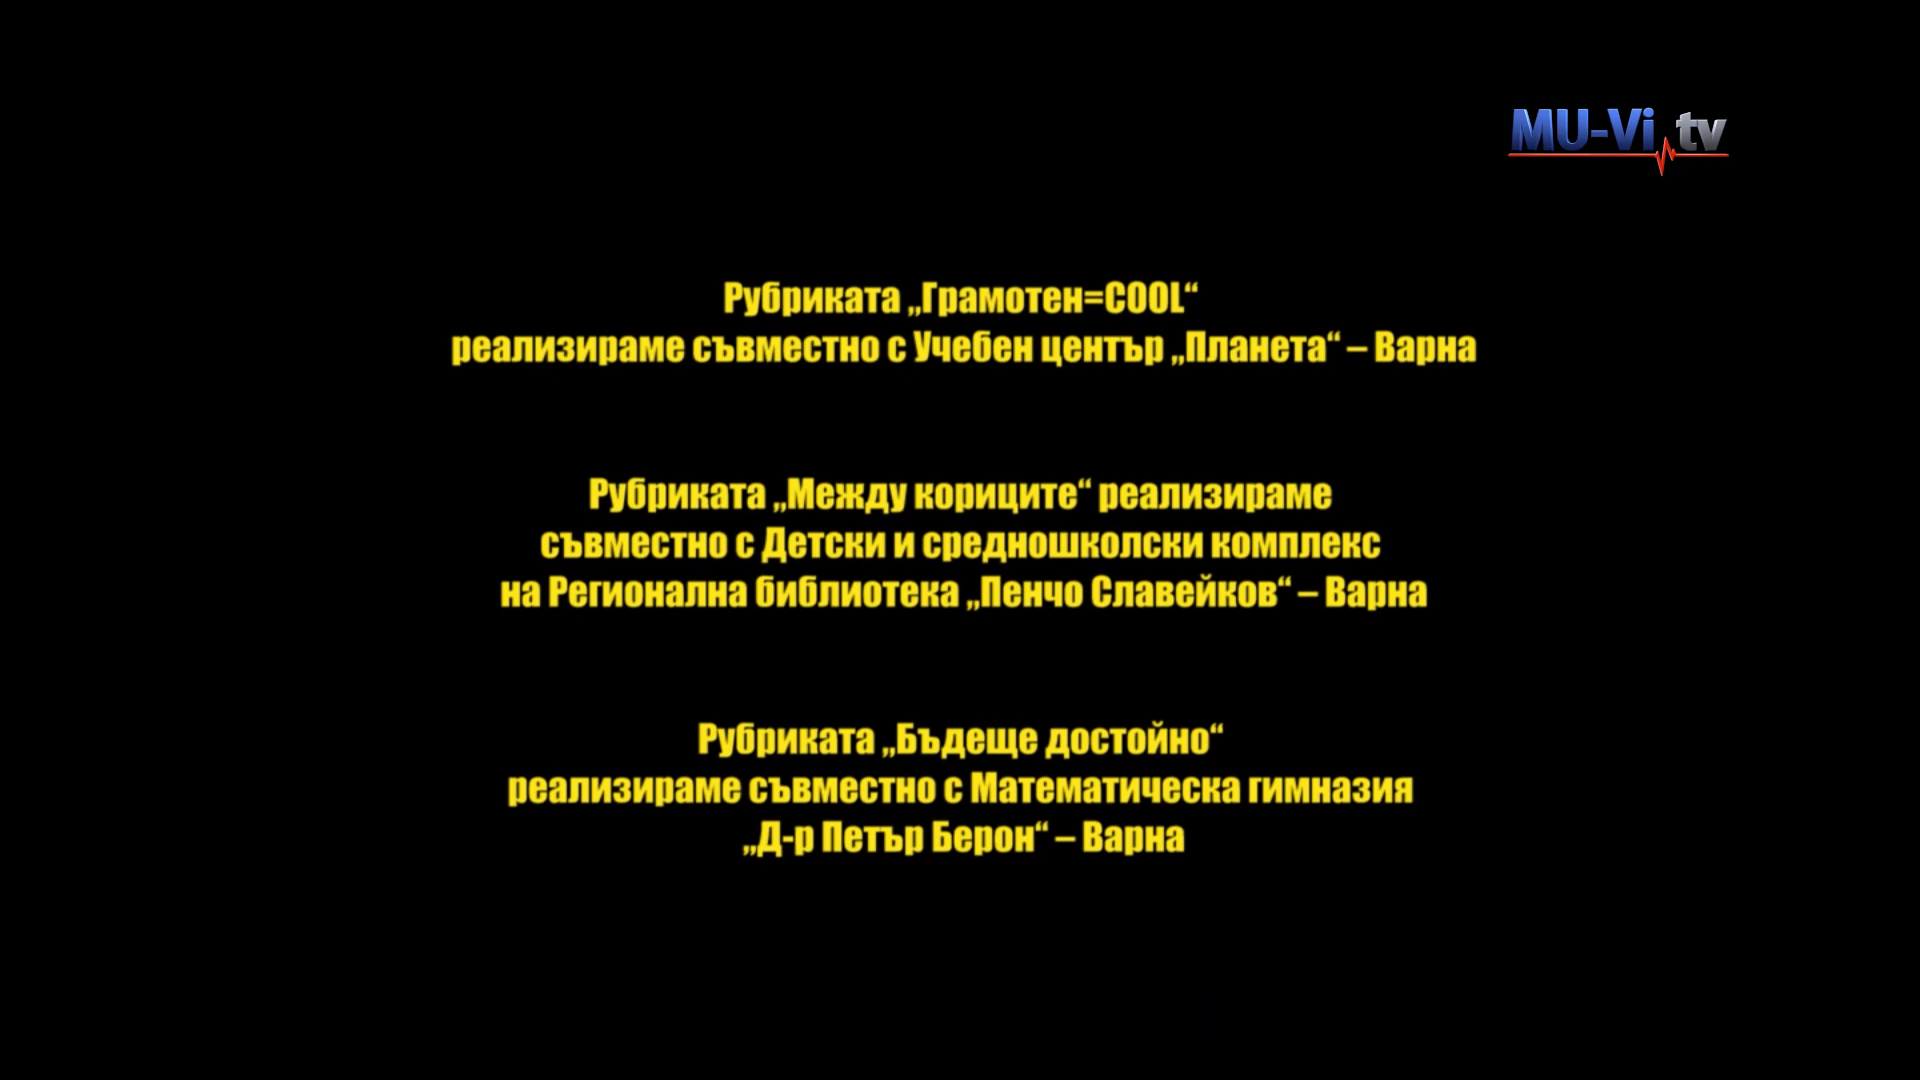 MU-Vi tv
Рубриката „Грамотен=COOL“
реализираме съвместно с Учебен център „Планета“ – Варна
Рубриката „Между кориците“ реализираме
съвместно с Детски и средношколски комплекс
на Регионална библиотека „Пенчо Славейков“ – Варна
Рубриката „Бъдеще достойно“
реализираме съвместно с Математическа гимназия
„Д-р Петър Берон“ – Варна